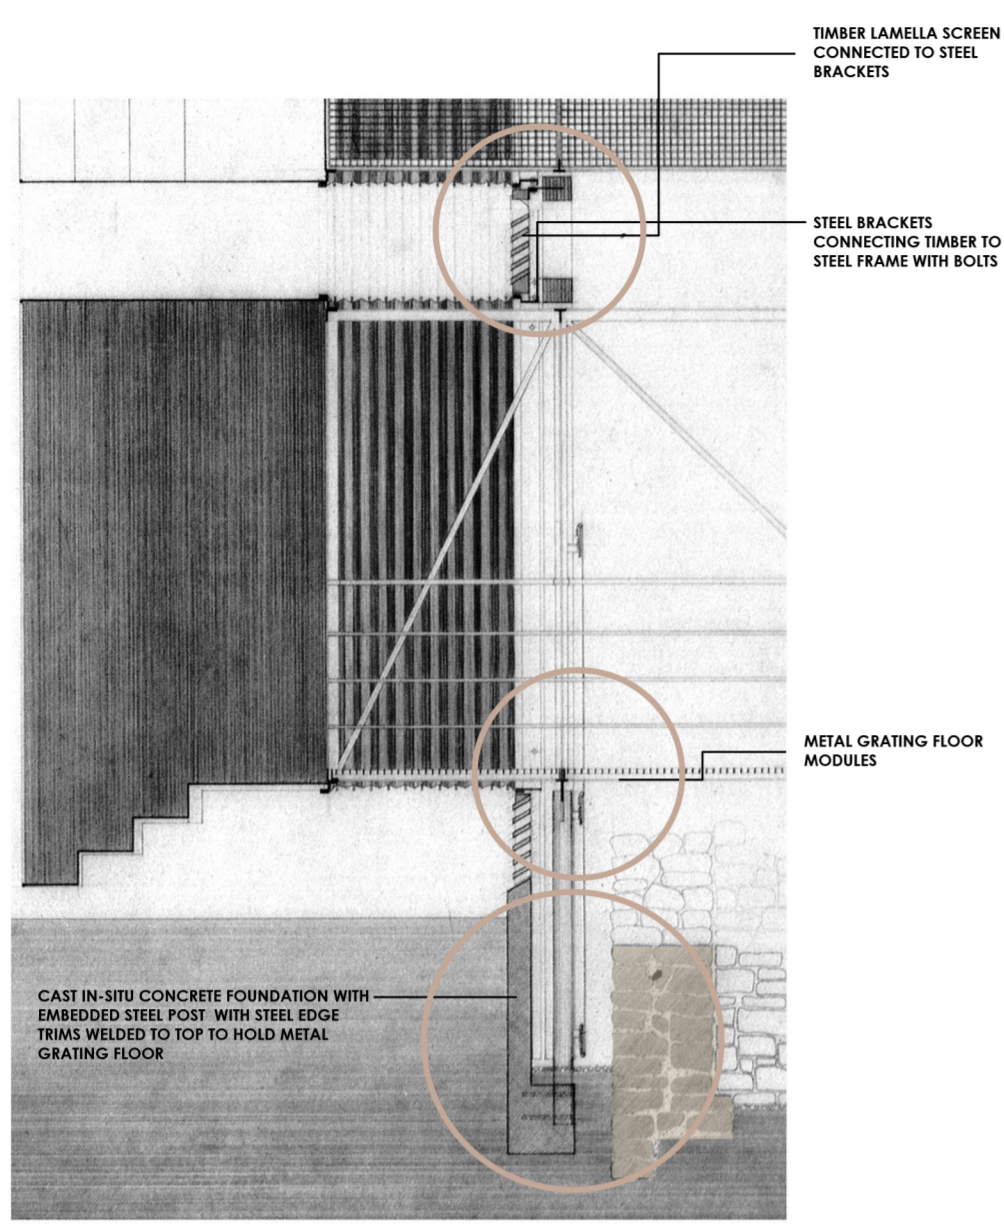 TIMBER LAMELLA SCREEN
CONNECTED TO STEEL
BRACKETS
STEEL BRACKETS
CONNECTING TIMBER TO
STEEL FRAME WITH BOLTS
METAL GRATING FLOOR
MODULES
CAST IN-SITU CONCRETE FOUNDATION WITH
EMBEDDED STEEL POST WITH STEEL EDGE
TRIMS WELDED TO TOP TO HOLD METAL
GRATING FLOOR